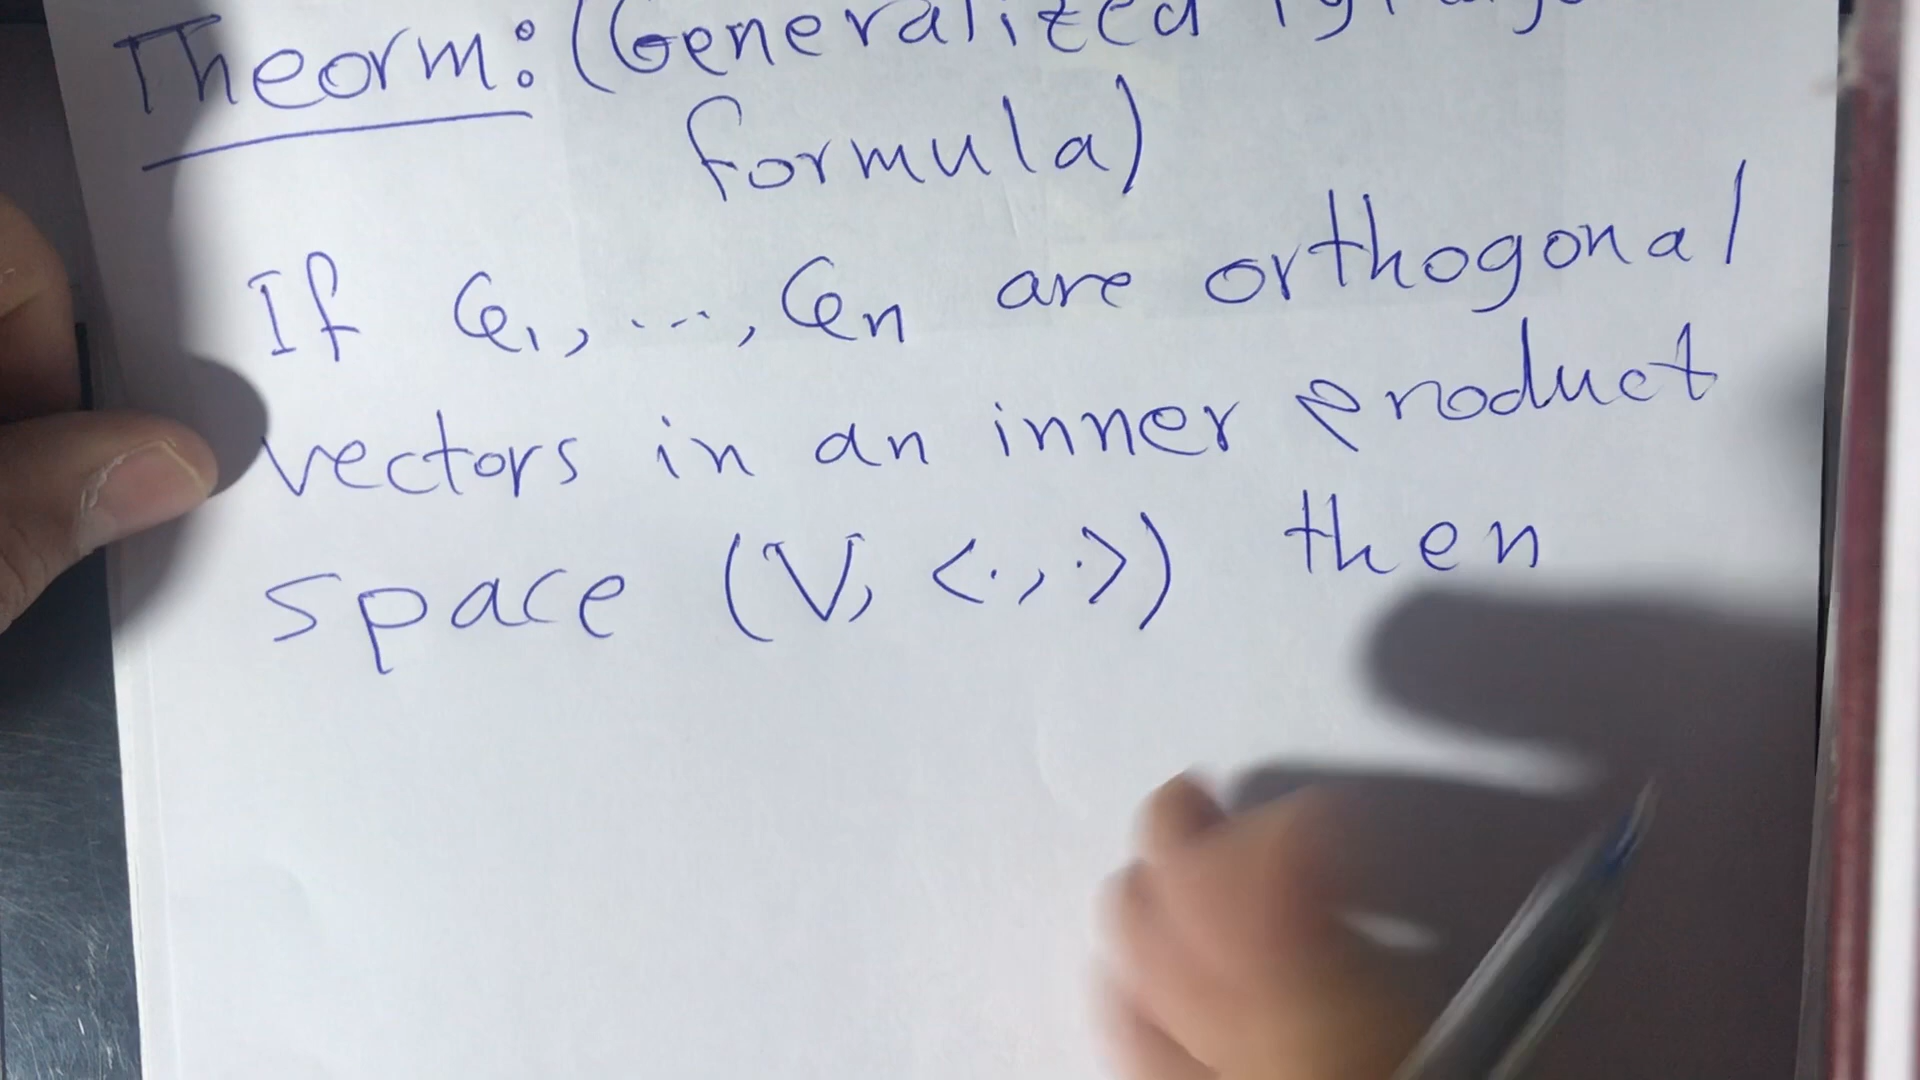 Theorm: (Generalized
formula)
If e₁, ..., eₙ are orthogonal
vectors in an inner product
space (V, <·,·>) then